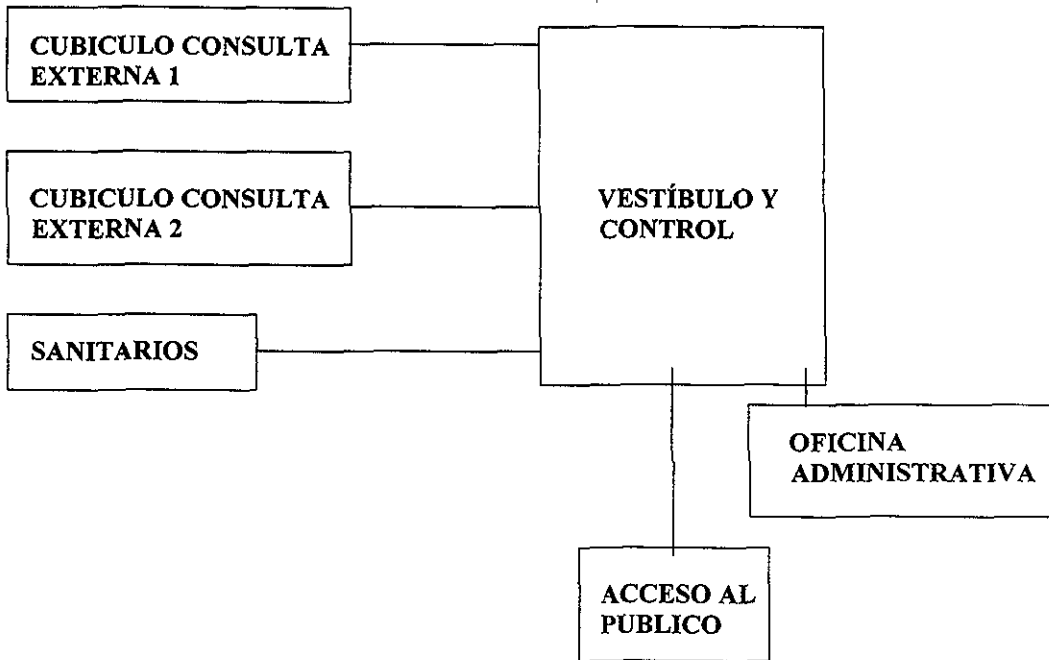 CUBICULO CONSULTA
EXTERNA 1
CUBICULO CONSULTA
EXTERNA 2
SANITARIOS
VESTÍBULO Y
CONTROL
OFICINA
ADMINISTRATIVA
ACCESO AL
PUBLICO